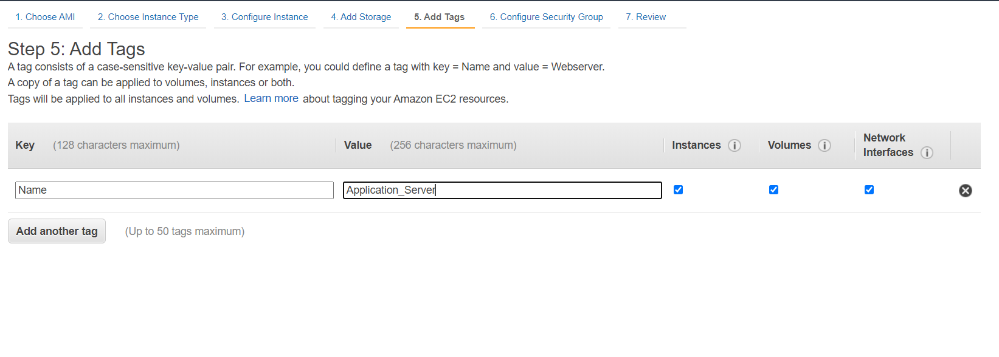 1. Choose AMI 2. Choose Instance Type 3. Configure Instance 4. Add Storage 5. Add Tags 6. Configure Security Group 7. Review
Step 5: Add Tags
A tag consists of a case-sensitive key-value pair. For example, you could define a tag with key = Name and value = Webserver.
A copy of a tag can be applied to volumes, instances or both.
Tags will be applied to all instances and volumes. Learn more about tagging your Amazon EC2 resources.
Key (128 characters maximum) Value (256 characters maximum) Instances i Volumes i Network
Interfaces i
Name Application_Server
Add another tag (Up to 50 tags maximum)